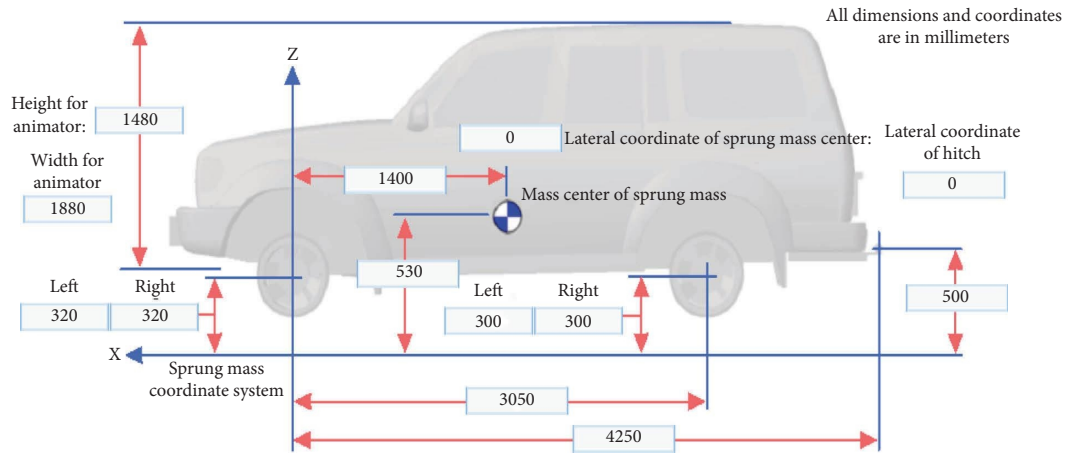 All dimensions and coordinates
are in millimeters
Z
Height for
animator:
1480
Width for
animator
1880
0
Lateral coordinate of sprung mass center:
Lateral coordinate
of hitch
0
1400
Mass center of sprung mass
530
Left
Right
320
320
Left
Right
300
300
500
X
Sprung mass
coordinate system
3050
4250